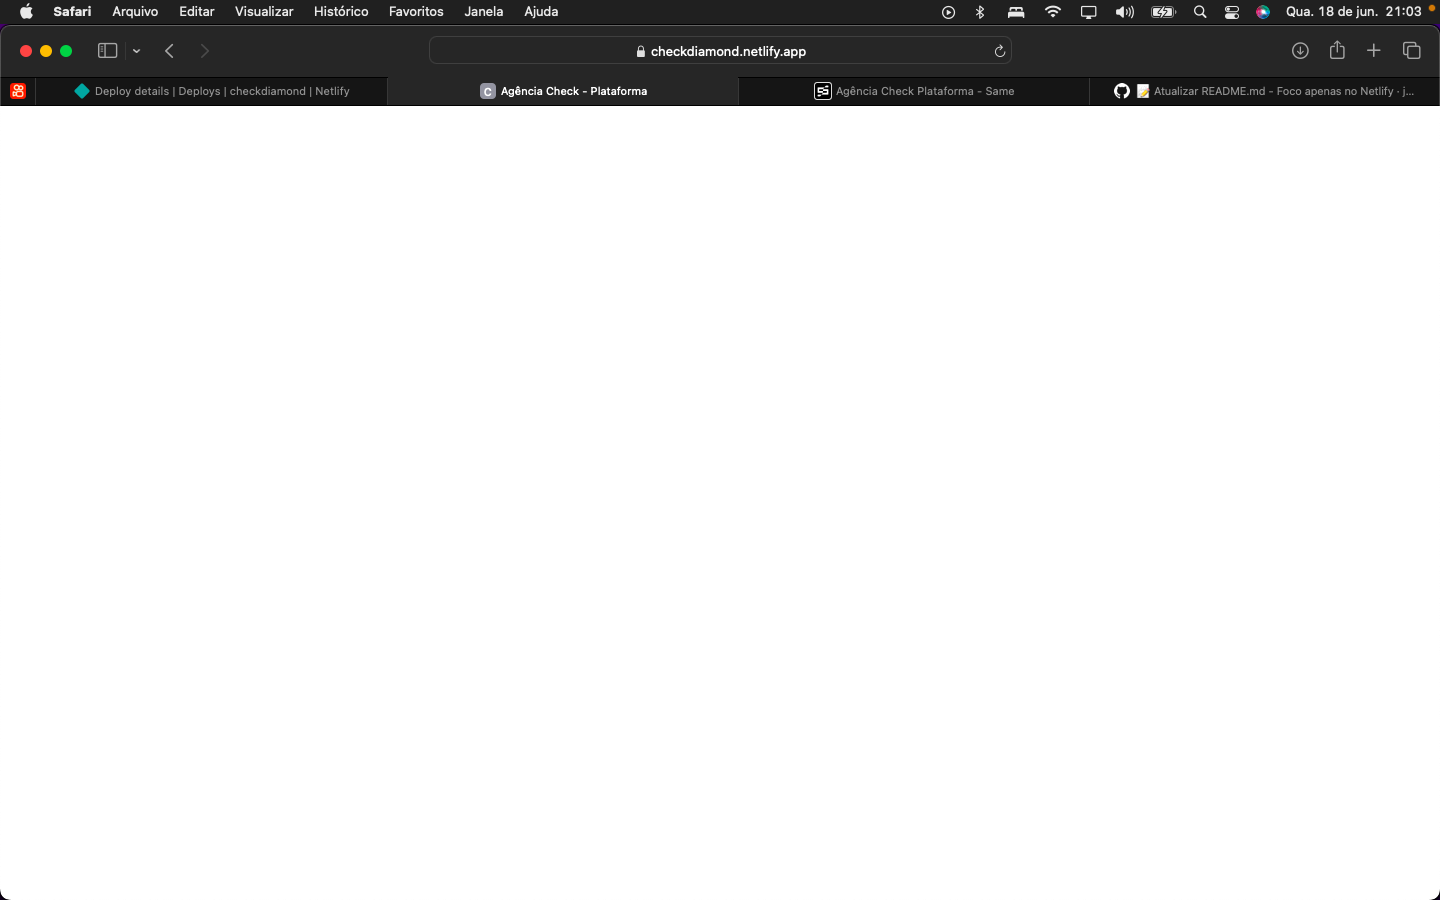 Safari Arquivo Editar Visualizar Histórico Favoritos Janela Ajuda Qua. 18 de jun. 21:03
checkdiamond.netlify.app
Deploy details | Deploys | checkdiamond | Netlify
C Agência Check - Plataforma
Agência Check Plataforma - Same
Atualizar README.md - Foco apenas no Netlify · j...